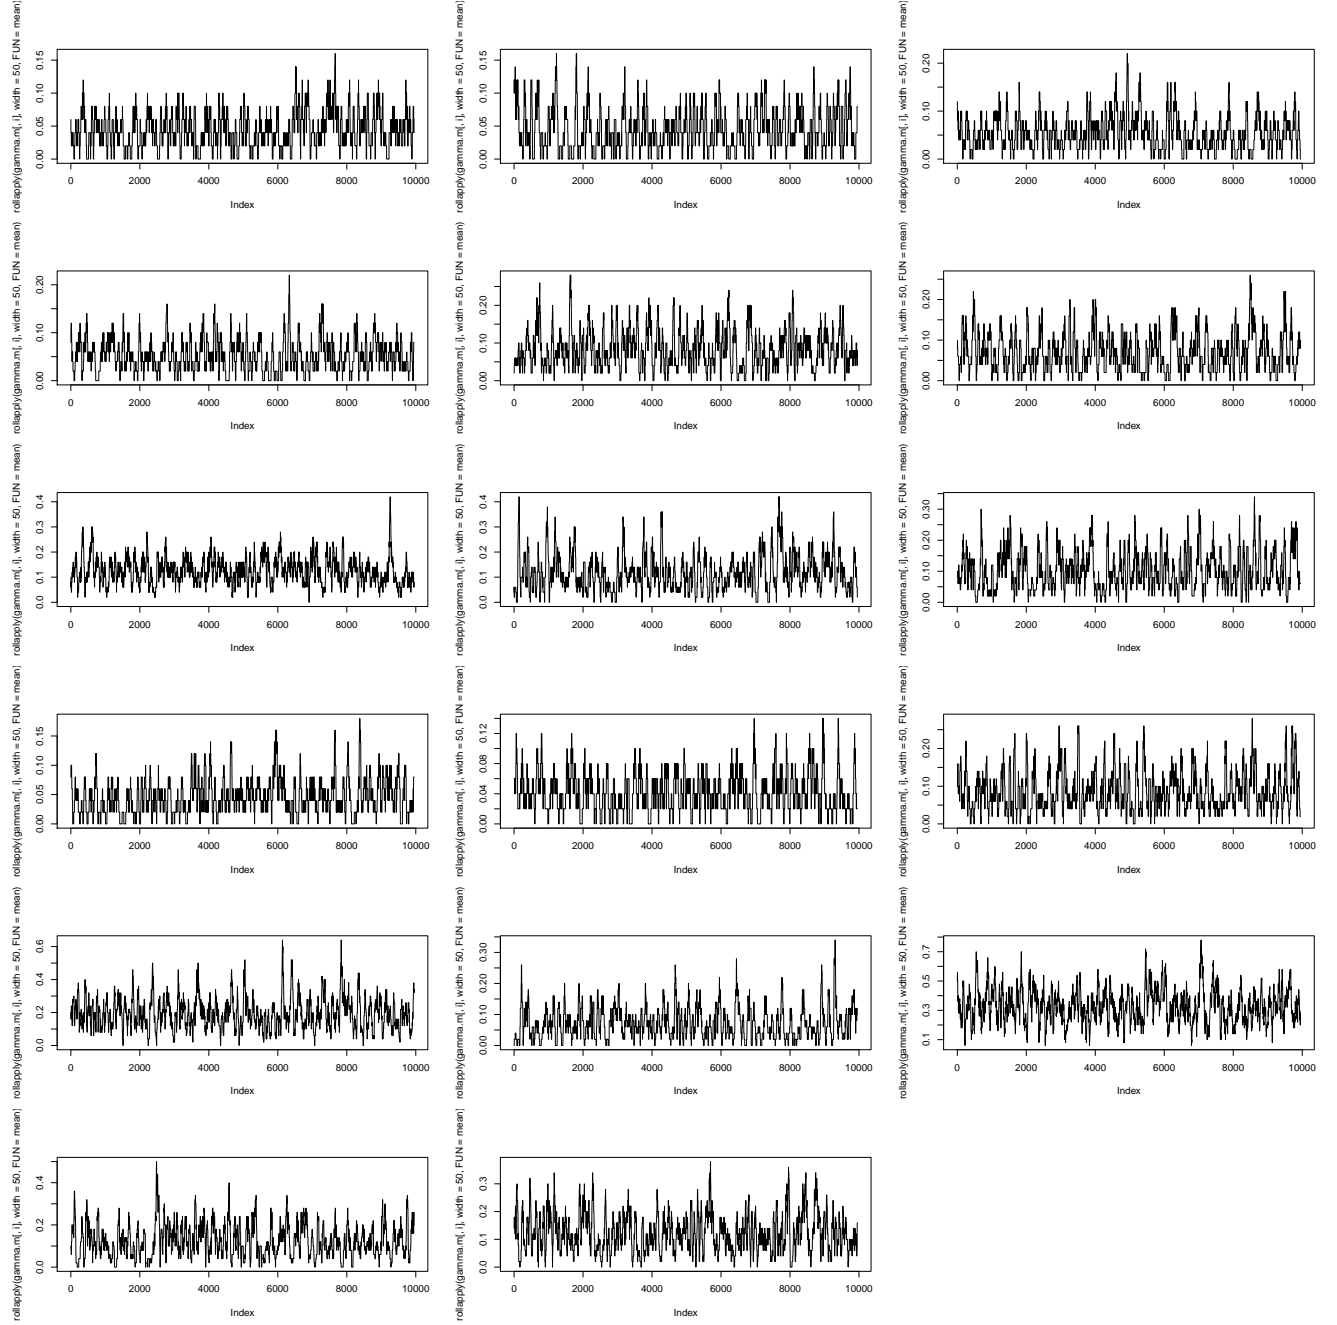 rollapply(gamma.m[, i], width = 50, FUN = mean)
0.00 0.05 0.10 0.15
0 2000 4000 6000 8000 10000
Index
rollapply(gamma.m[, i], width = 50, FUN = mean)
0.00 0.05 0.10 0.15
0 2000 4000 6000 8000 10000
Index
rollapply(gamma.m[, i], width = 50, FUN = mean)
0.00 0.10 0.20
0 2000 4000 6000 8000 10000
Index
rollapply(gamma.m[, i], width = 50, FUN = mean)
0.00 0.10 0.20
0 2000 4000 6000 8000 10000
Index
rollapply(gamma.m[, i], width = 50, FUN = mean)
0.00 0.10 0.20
0 2000 4000 6000 8000 10000
Index
rollapply(gamma.m[, i], width = 50, FUN = mean)
0.00 0.10 0.20
0 2000 4000 6000 8000 10000
Index
rollapply(gamma.m[, i], width = 50, FUN = mean)
0.0 0.1 0.2 0.3 0.4
0 2000 4000 6000 8000 10000
Index
rollapply(gamma.m[, i], width = 50, FUN = mean)
0.0 0.1 0.2 0.3 0.4
0 2000 4000 6000 8000 10000
Index
rollapply(gamma.m[, i], width = 50, FUN = mean)
0.00 0.10 0.20 0.30
0 2000 4000 6000 8000 10000
Index
rollapply(gamma.m[, i], width = 50, FUN = mean)
0.00 0.05 0.10 0.15
0 2000 4000 6000 8000 10000
Index
rollapply(gamma.m[, i], width = 50, FUN = mean)
0.00 0.04 0.08 0.12
0 2000 4000 6000 8000 10000
Index
rollapply(gamma.m[, i], width = 50, FUN = mean)
0.00 0.10 0.20
0 2000 4000 6000 8000 10000
Index
rollapply(gamma.m[, i], width = 50, FUN = mean)
0.0 0.2 0.4 0.6
0 2000 4000 6000 8000 10000
Index
rollapply(gamma.m[, i], width = 50, FUN = mean)
0.00 0.10 0.20 0.30
0 2000 4000 6000 8000 10000
Index
rollapply(gamma.m[, i], width = 50, FUN = mean)
0.1 0.3 0.5 0.7
0 2000 4000 6000 8000 10000
Index
rollapply(gamma.m[, i], width = 50, FUN = mean)
0.0 0.2 0.4
0 2000 4000 6000 8000 10000
Index
rollapply(gamma.m[, i], width = 50, FUN = mean)
0.0 0.1 0.2 0.3
0 2000 4000 6000 8000 10000
Index